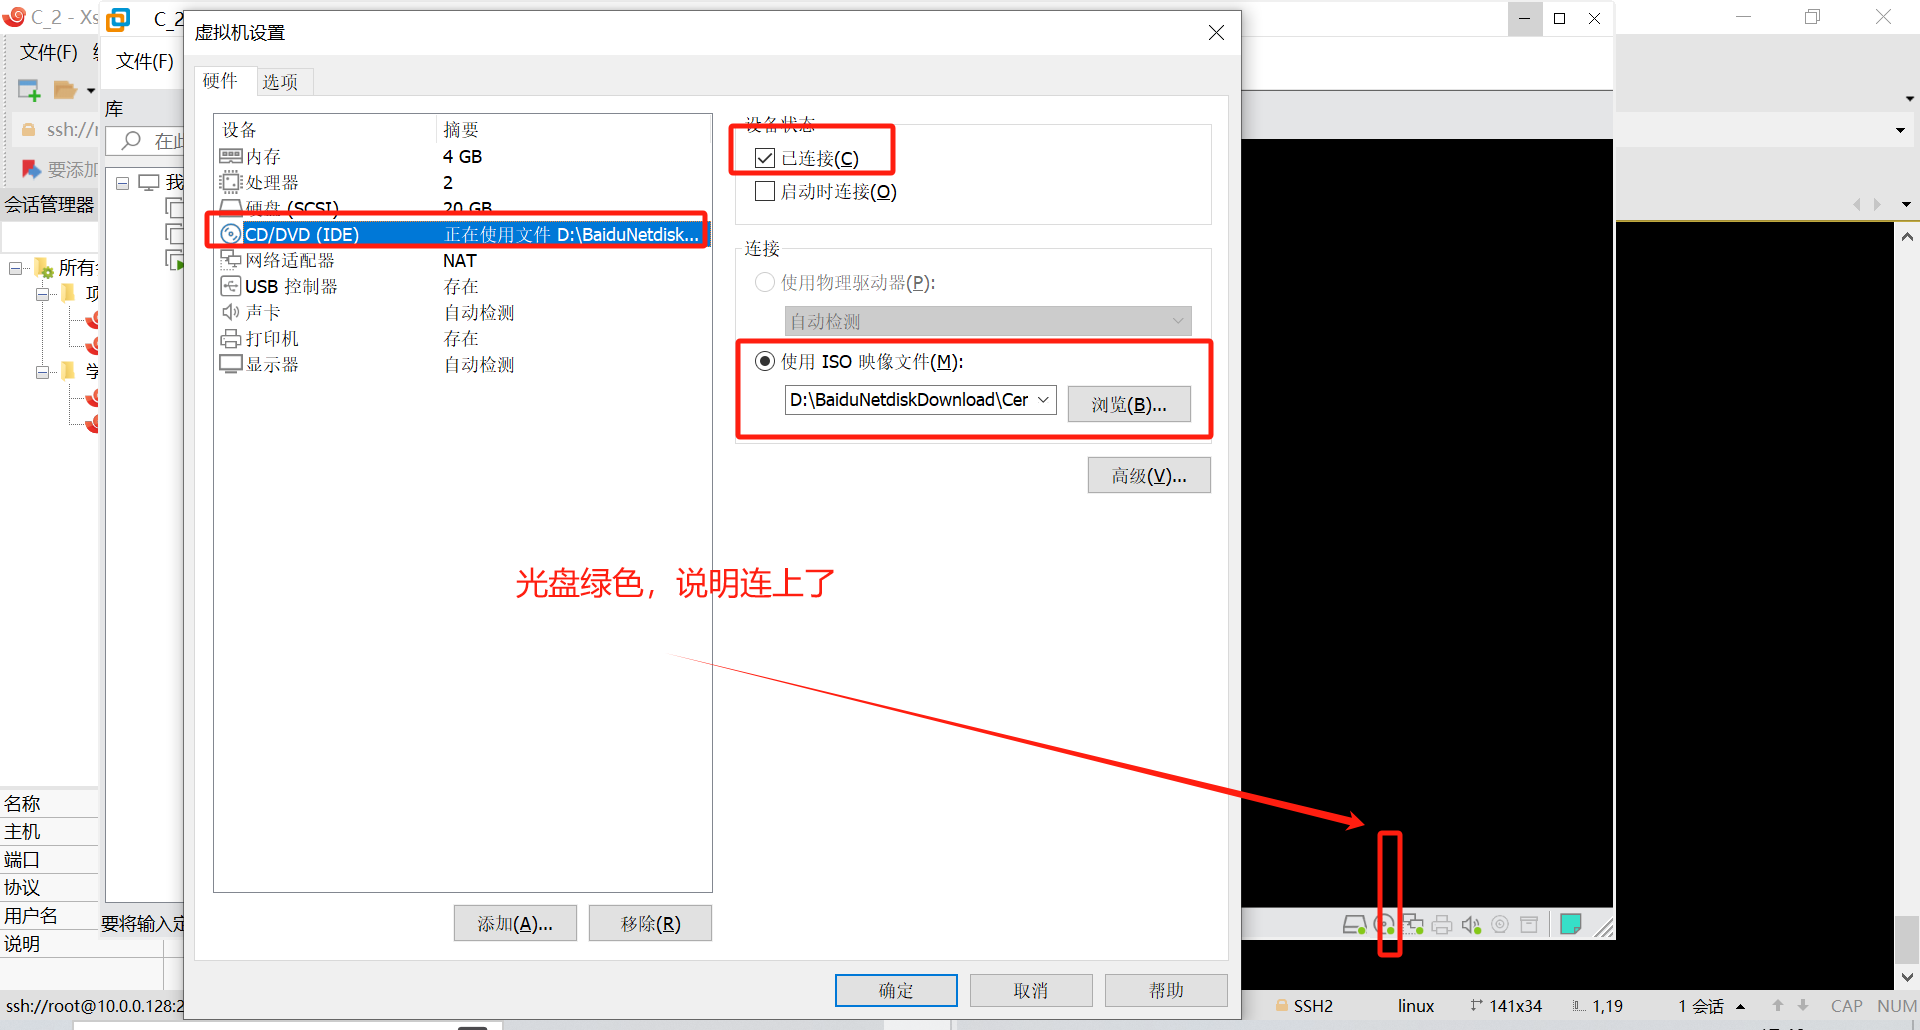 C_2 - Xs
C_2
文件(F)
文件(F)
库
ssh://r
在此
要添加
我
会话管理器
所有
项
学
名称
主机
端口
协议
用户名
说明
要将输入定
虚拟机设置
硬件
选项
设备 摘要
内存 4 GB
处理器 2
硬盘 (SCSI) 20 GB
CD/DVD (IDE) 正在使用文件 D:\BaiduNetdisk...
网络适配器 NAT
USB 控制器 存在
声卡 自动检测
打印机 存在
显示器 自动检测
添加(A)...
移除(R)
设备状态
已连接(C)
启动时连接(O)
连接
使用物理驱动器(P):
自动检测
使用 ISO 映像文件(M):
D:\BaiduNetdiskDownload\Cer
浏览(B)...
高级(V)...
光盘绿色，说明连上了
确定
取消
帮助
ssh://root@10.0.0.128:2
SSH2
linux
141x34
1,19
1 会话
CAP
NUM